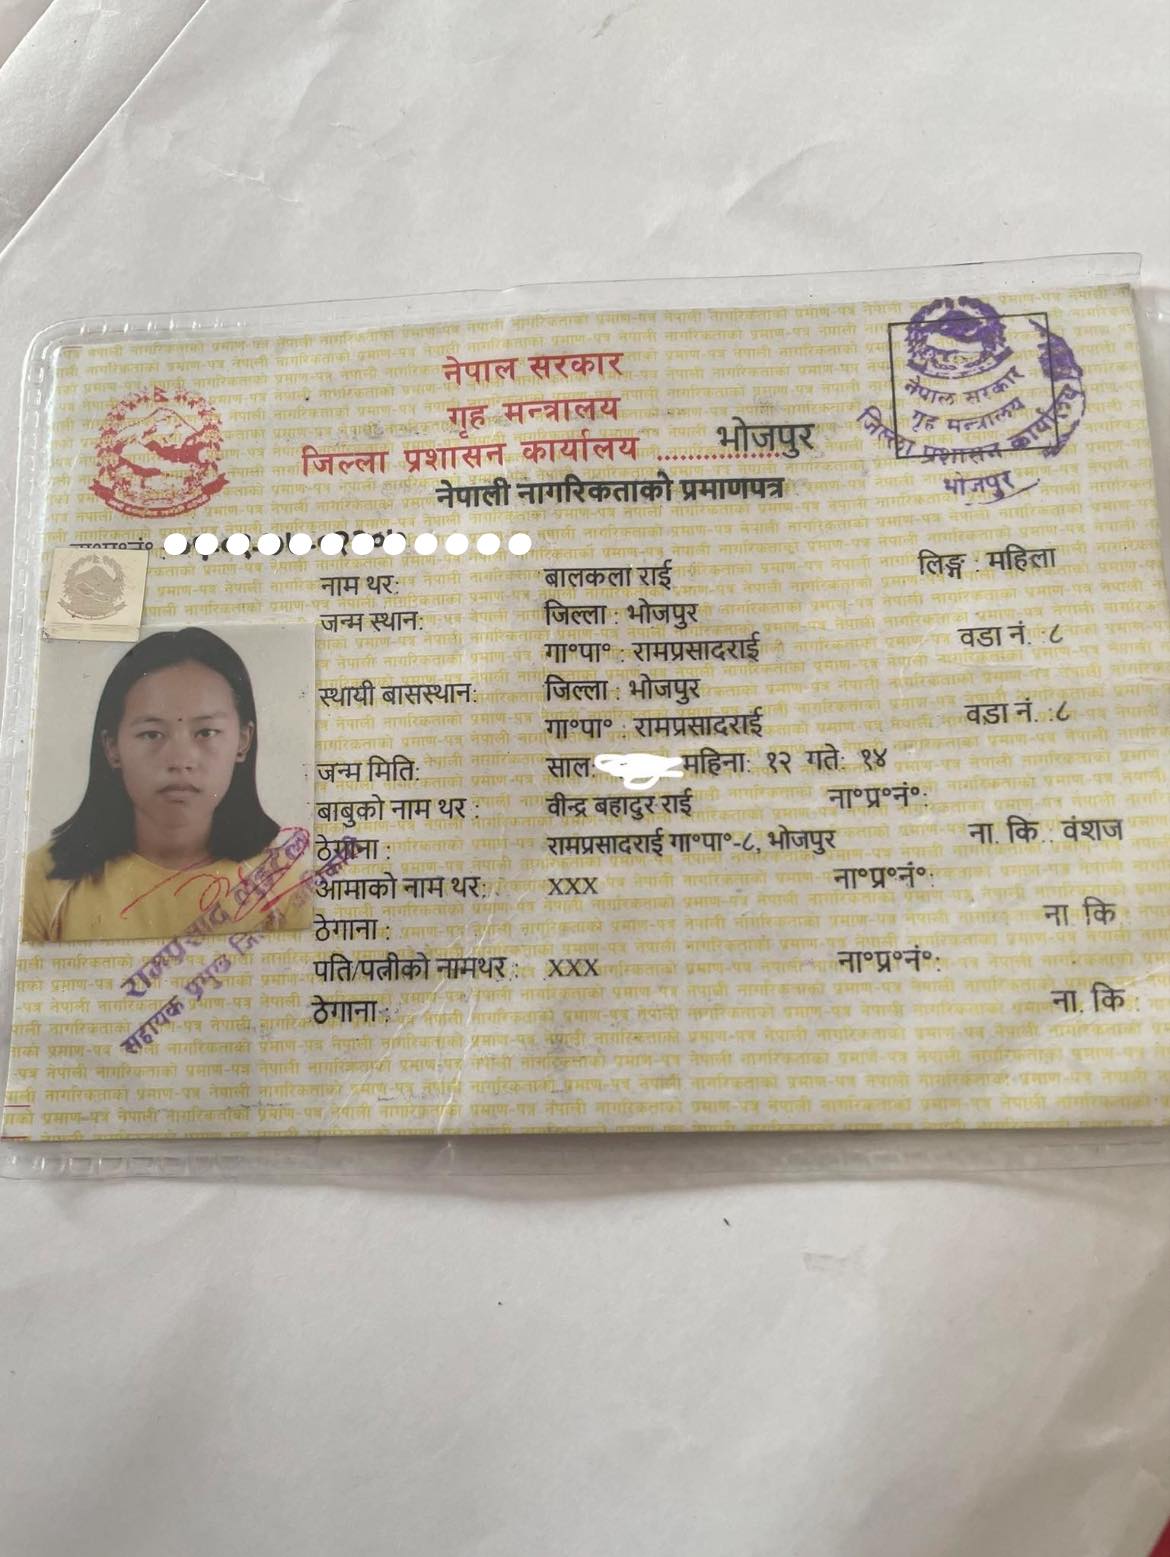 नेपाल सरकार
गृह मन्त्रालय
जिल्ला प्रशासन कार्यालय ................ भोजपुर
नेपाली नागरिकताको प्रमाणपत्र
नेपाल सरकार
गृह मन्त्रालय
जिल्ला प्रशासन कार्यालय
भोजपुर
नाम थर: बालकला राई लिङ्ग : महिला
जन्म स्थान: जिल्ला : भोजपुर
गा॰पा॰ : रामप्रसादराई वडा नं. :८
स्थायी बासस्थान: जिल्ला : भोजपुर
गा॰पा॰ : रामप्रसादराई वडा नं. :८
जन्म मिति: साल: महिना: १२ गते: १४
बाबुको नाम थर : वीन्द्र बहादुर राई ना॰प्र॰नं॰:
ठेगाना : रामप्रसादराई गा॰पा॰-८, भोजपुर ना. कि. : वंशज
आमाको नाम थर: XXX ना॰प्र॰नं॰:
ठेगाना : ना. कि :
पति/पत्नीको नामथर : XXX ना॰प्र॰नं॰:
ठेगाना : ना. कि :
रामप्रसाद
सहायक प्रमुख जिल्ला अधिकारी